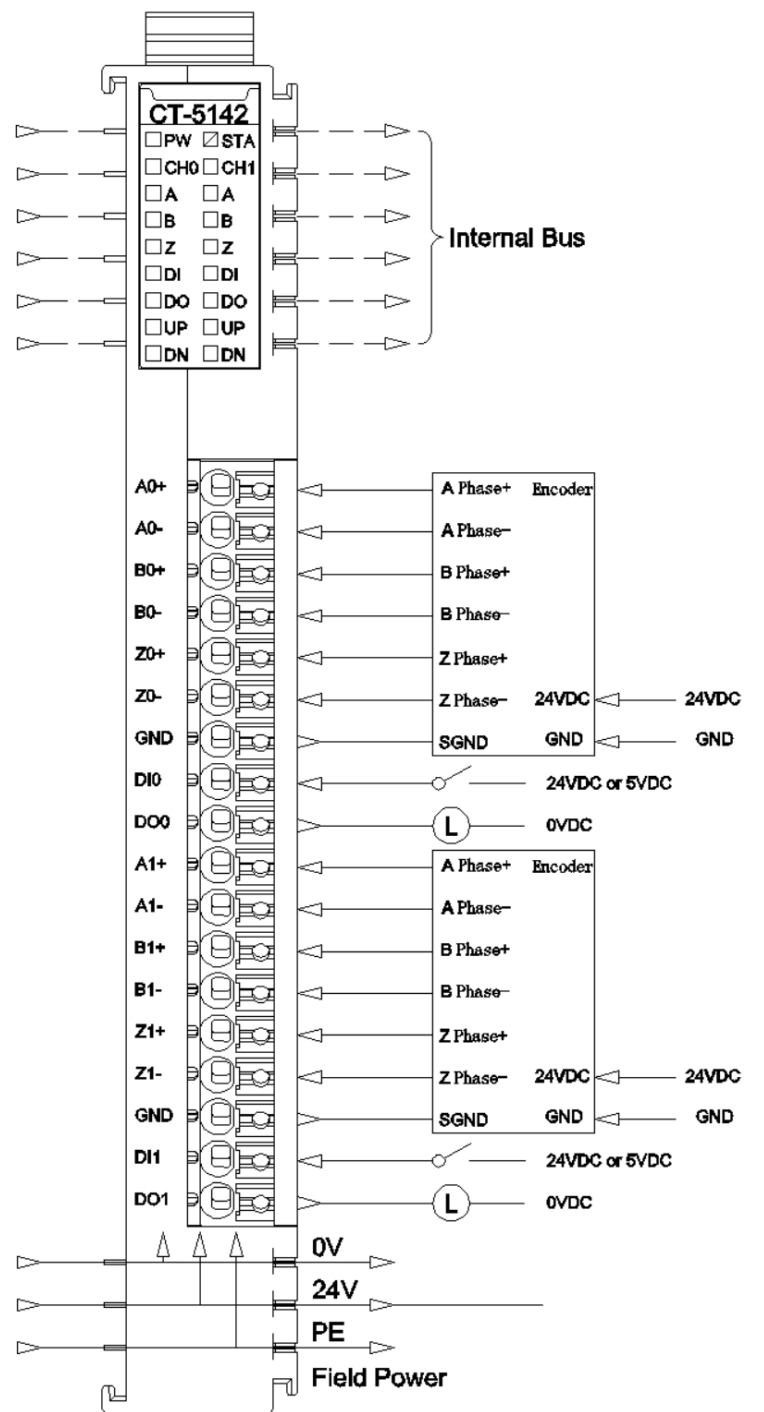 CT-5142
PW STA
CH0 CH1
A A
B B
Z Z
DI DI
DO DO
UP UP
DN DN
Internal Bus
A0+ A Phase+ Encoder
A0- A Phase-
B0+ B Phase+
B0- B Phase-
Z0+ Z Phase+
Z0- Z Phase- 24VDC 24VDC
GND SGND GND GND
DI0 24VDC or 5VDC
DO0 L 0VDC
A1+ A Phase+ Encoder
A1- A Phase-
B1+ B Phase+
B1- B Phase-
Z1+ Z Phase+
Z1- Z Phase- 24VDC 24VDC
GND SGND GND GND
DI1 24VDC or 5VDC
DO1 L 0VDC
0V
24V
PE
Field Power